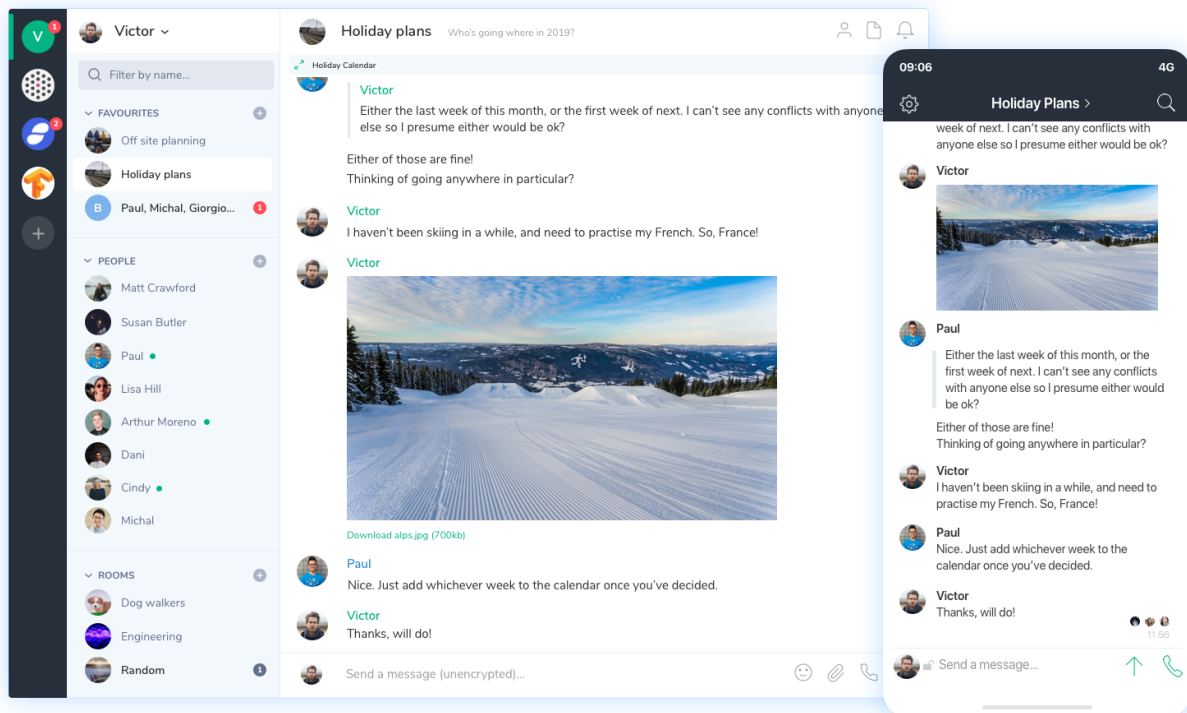 V
1
2
Victor
Filter by name...
FAVOURITES
Off site planning
Holiday plans
B
Paul, Michal, Giorgio...
1
PEOPLE
Matt Crawford
Susan Butler
Paul
Lisa Hill
Arthur Moreno
Dani
Cindy
Michal
ROOMS
Dog walkers
Engineering
Random
1
Holiday plans
Who's going where in 2019?
Holiday Calendar
Victor
Either the last week of this month, or the first week of next. I can't see any conflicts with anyone
else so I presume either would be ok?
Either of those are fine!
Thinking of going anywhere in particular?
Victor
I haven't been skiing in a while, and need to practise my French. So, France!
Victor
Download alps.jpg (700kb)
Paul
Nice. Just add whichever week to the calendar once you've decided.
Victor
Thanks, will do!
Send a message (unencrypted)...
09:06
4G
Holiday Plans
week of next. I can't see any conflicts with
anyone else so I presume either would be ok?
Victor
Paul
Either the last week of this month, or the
first week of next. I can't see any conflicts
with anyone else so I presume either would
be ok?
Either of those are fine!
Thinking of going anywhere in particular?
Victor
I haven't been skiing in a while, and need to
practise my French. So, France!
Paul
Nice. Just add whichever week to the
calendar once you've decided.
Victor
Thanks, will do!
11.56
Send a message...